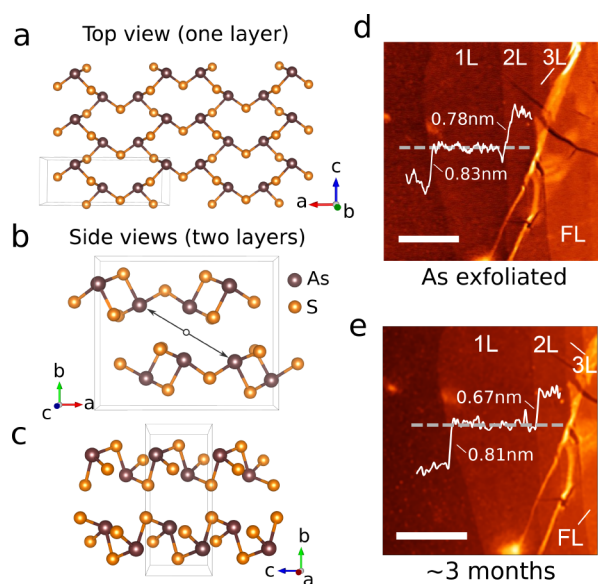 a
Top view (one layer)
c
a
b
b
Side views (two layers)
As
S
b
c
a
c
b
c
a
d
1L
2L
3L
0.78nm
0.83nm
FL
As exfoliated
e
1L
2L
3L
0.67nm
0.81nm
FL
~3 months